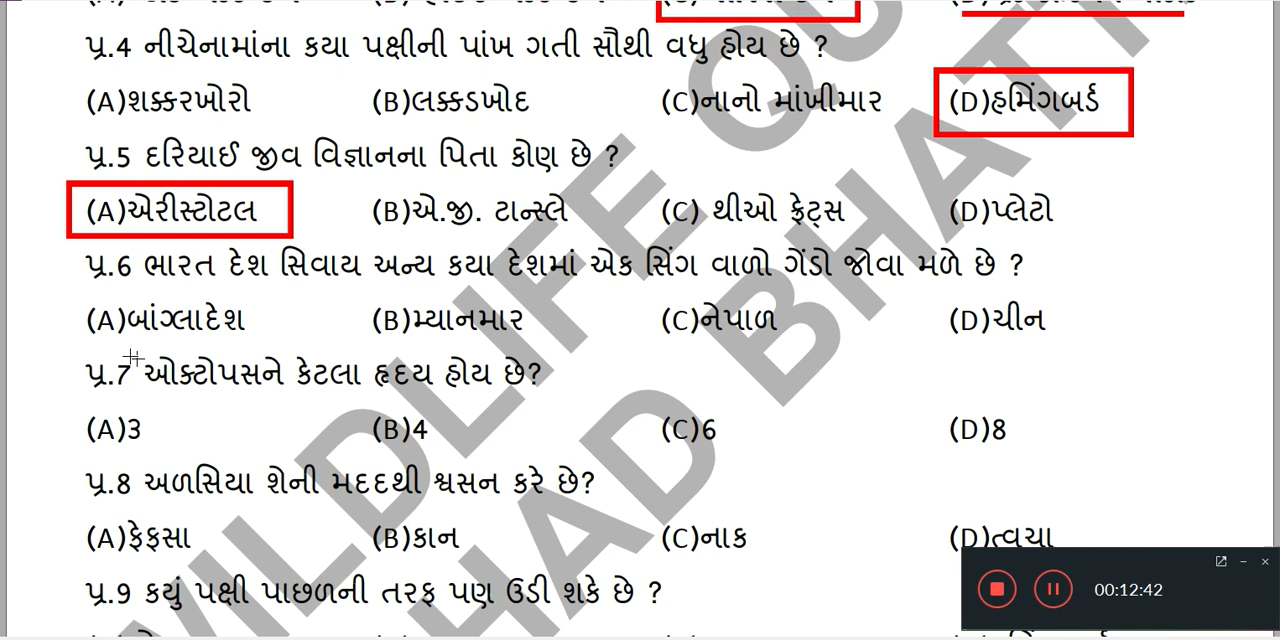 પ્ર.4 નીચેનામાંના કયા પક્ષીની પાંખ ગતી સૌથી વધુ હોય છે ?
(A)શક્કરખોરો (B)લક્કડખોદ (C)નાનો માંખીમાર (D)હમિંગબર્ડ
પ્ર.5 દરિયાઈ જીવ વિજ્ઞાનના પિતા કોણ છે ?
(A)એરીસ્ટોટલ (B)એ.જી. ટાન્સ્લે (C) થીઓ ફ્રેટ્સ (D)પ્લેટો
પ્ર.6 ભારત દેશ સિવાય અન્ય કયા દેશમાં એક સિંગ વાળો ગેંડો જોવા મળે છે ?
(A)બાંગ્લાદેશ (B)મ્યાનમાર (C)નેપાળ (D)ચીન
પ્ર.7 ઓક્ટોપસને કેટલા હૃદય હોય છે?
(A)3 (B)4 (C)6 (D)8
પ્ર.8 અળસિયા શેની મદદથી શ્વસન કરે છે?
(A)ફેફસા (B)કાન (C)નાક (D)ત્વચા
પ્ર.9 કયું પક્ષી પાછળની તરફ પણ ઉડી શકે છે ?
00:12:42
WILDLIFE QU
HAD BHATT